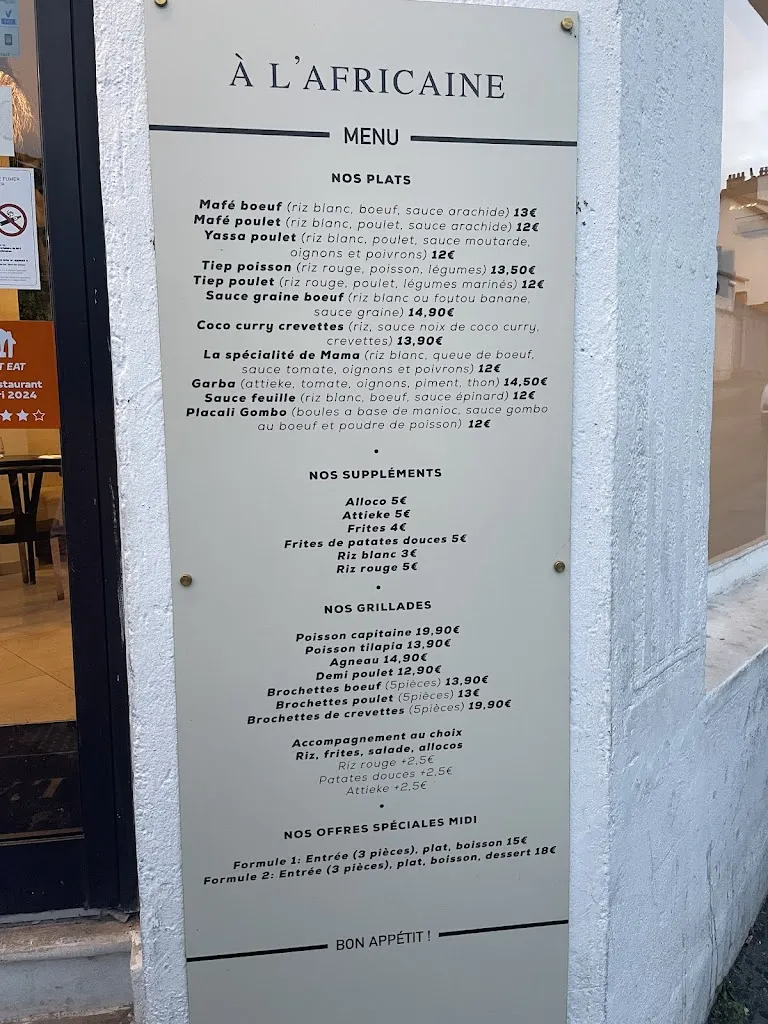 À L'AFRICAINE
MENU
NOS PLATS
Mafé boeuf (riz blanc, boeuf, sauce arachide) 13€
Mafé poulet (riz blanc, poulet, sauce arachide) 12€
Yassa poulet (riz blanc, poulet, sauce moutarde,
oignons et poivrons) 12€
Tiep poisson (riz rouge, poisson, légumes) 13,50€
Tiep poulet (riz rouge, poulet, légumes marinés) 12€
Sauce graine boeuf (riz blanc ou foutou banane,
sauce graine) 14,90€
Coco curry crevettes (riz, sauce noix de coco curry,
crevettes) 13,90€
La spécialité de Mama (riz blanc, queue de boeuf,
sauce tomate, oignons et poivrons) 12€
Garba (attieke, tomate, oignons, piment, thon) 14,50€
Sauce feuille (riz blanc, boeuf, sauce épinard) 12€
Placali Gombo (boules a base de manioc, sauce gombo
au boeuf et poudre de poisson) 12€
NOS SUPPLÉMENTS
Alloco 5€
Attieke 5€
Frites 4€
Frites de patates douces 5€
Riz blanc 3€
Riz rouge 5€
NOS GRILLADES
Poisson capitaine 19,90€
Poisson tilapia 13,90€
Agneau 14,90€
Demi poulet 12,90€
Brochettes boeuf (5pièces) 13,90€
Brochettes poulet (5pièces) 13€
Brochettes de crevettes (5pièces) 19,90€
Accompagnement au choix
Riz, frites, salade, allocos
Riz rouge +2,5€
Patates douces +2,5€
Attieke +2,5€
NOS OFFRES SPÉCIALES MIDI
Formule 1: Entrée (3 pièces), plat, boisson 15€
Formule 2: Entrée (3 pièces), plat, boisson, dessert 18€
BON APPÉTIT !
T EAT
staurant
ri 2024